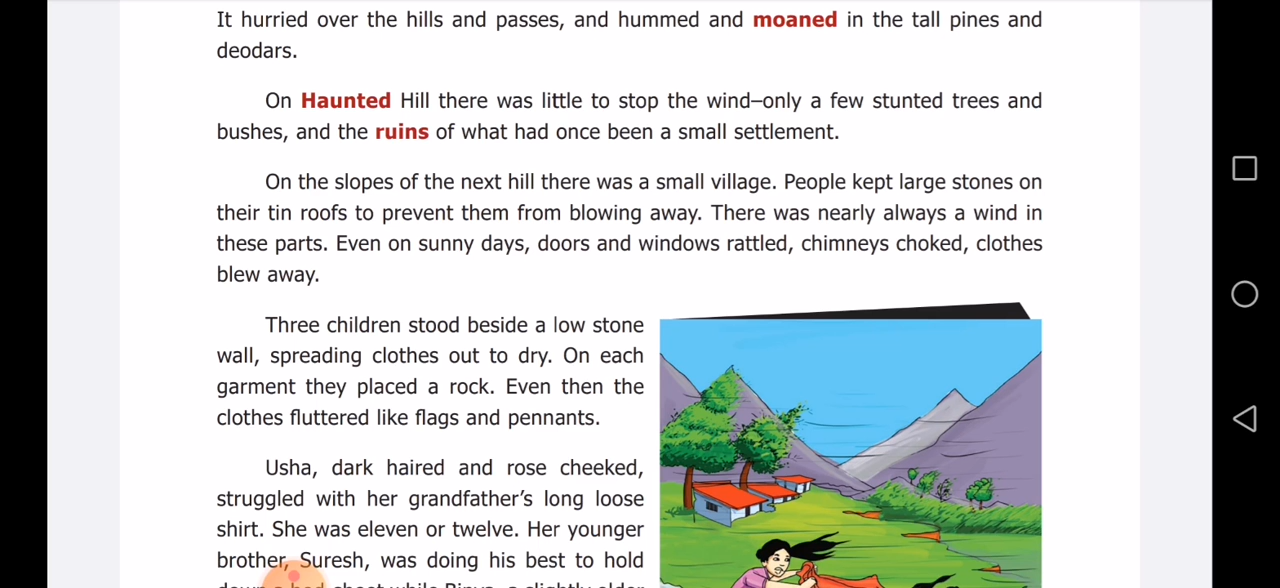 It hurried over the hills and passes, and hummed and moaned in the tall pines and
deodars.
On Haunted Hill there was little to stop the wind–only a few stunted trees and
bushes, and the ruins of what had once been a small settlement.
On the slopes of the next hill there was a small village. People kept large stones on
their tin roofs to prevent them from blowing away. There was nearly always a wind in
these parts. Even on sunny days, doors and windows rattled, chimneys choked, clothes
blew away.
Three children stood beside a low stone
wall, spreading clothes out to dry. On each
garment they placed a rock. Even then the
clothes fluttered like flags and pennants.
Usha, dark haired and rose cheeked,
struggled with her grandfather's long loose
shirt. She was eleven or twelve. Her younger
brother, Suresh, was doing his best to hold